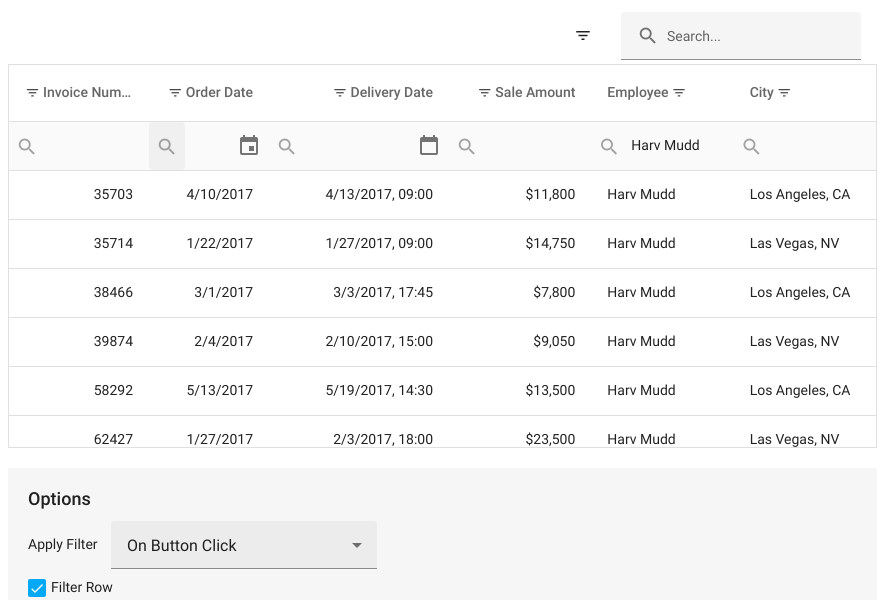 Search...
Invoice Num... Order Date Delivery Date Sale Amount Employee City
Harv Mudd
35703 4/10/2017 4/13/2017, 09:00 $11,800 Harv Mudd Los Angeles, CA
35714 1/22/2017 1/27/2017, 09:00 $14,750 Harv Mudd Las Vegas, NV
38466 3/1/2017 3/3/2017, 17:45 $7,800 Harv Mudd Los Angeles, CA
39874 2/4/2017 2/10/2017, 15:00 $9,050 Harv Mudd Las Vegas, NV
58292 5/13/2017 5/19/2017, 14:30 $13,500 Harv Mudd Los Angeles, CA
62427 1/27/2017 2/3/2017, 18:00 $23,500 Harv Mudd Las Vegas, NV
Options
Apply Filter On Button Click
Filter Row